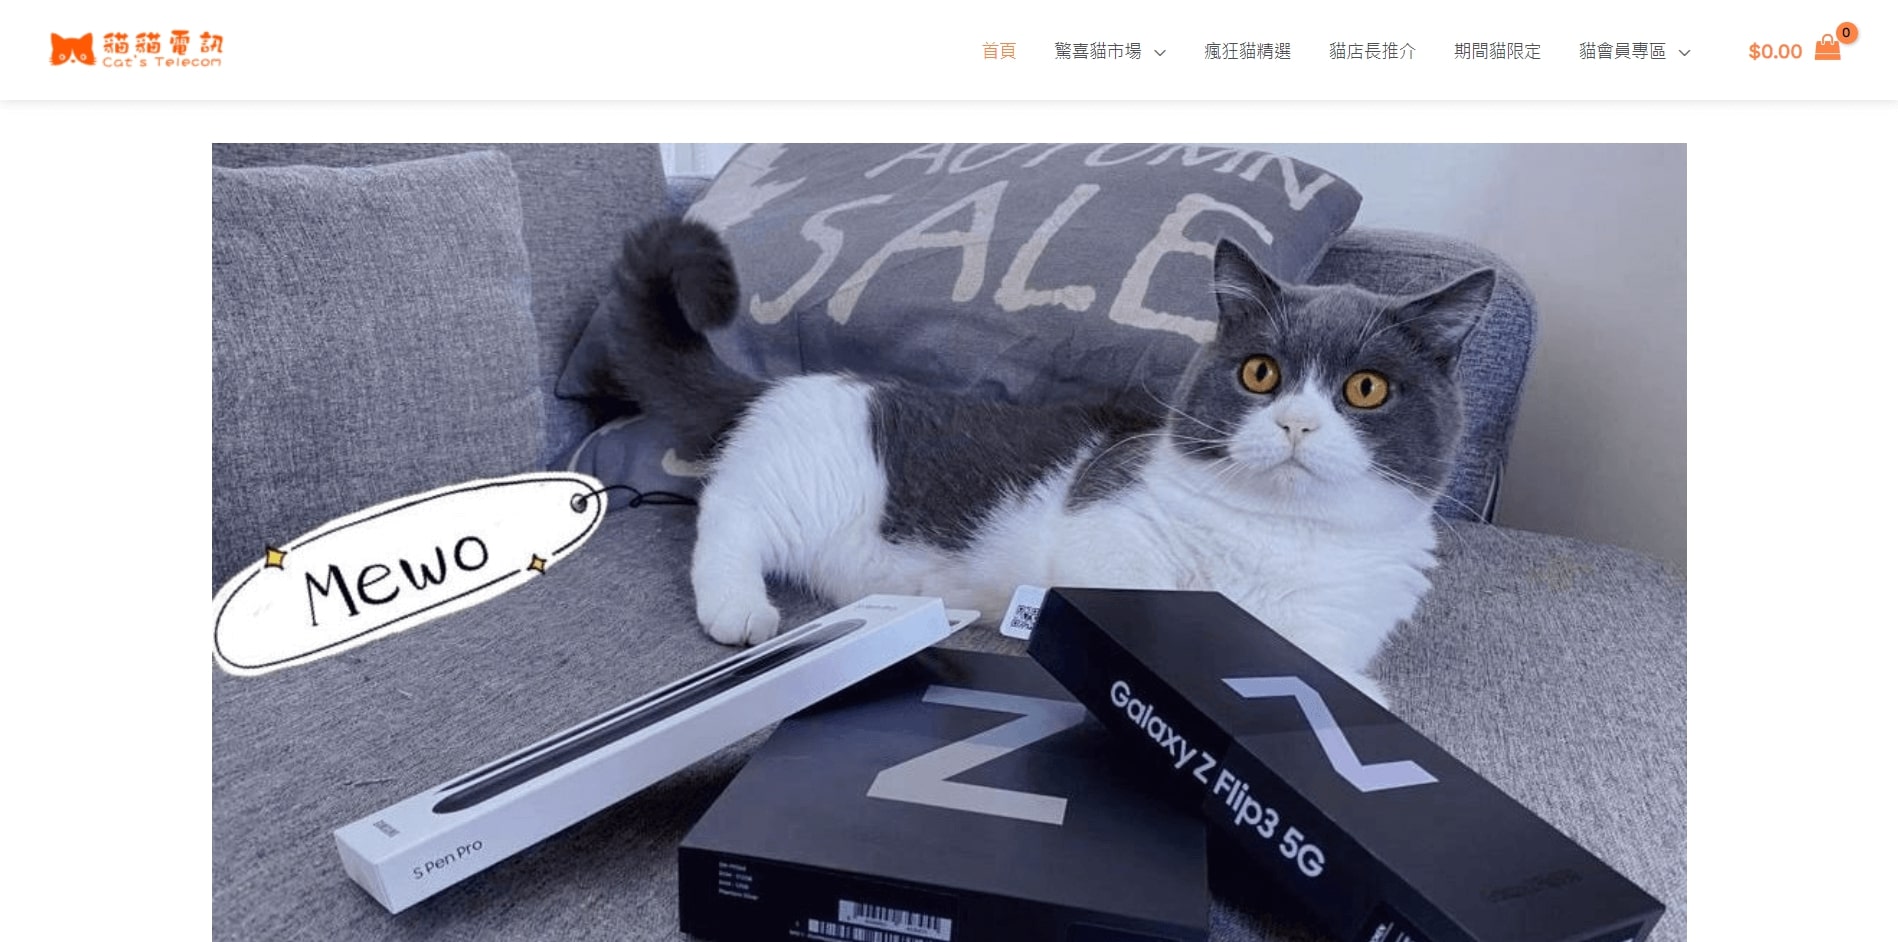 貓貓電訊
Cat's Telecom
首頁
驚喜貓市場
瘋狂貓精選
貓店長推介
期間貓限定
貓會員專區
$0.00
0
AUTUMN
SALE
Mewo
S Pen Pro
Z
Galaxy Z Flip3 5G